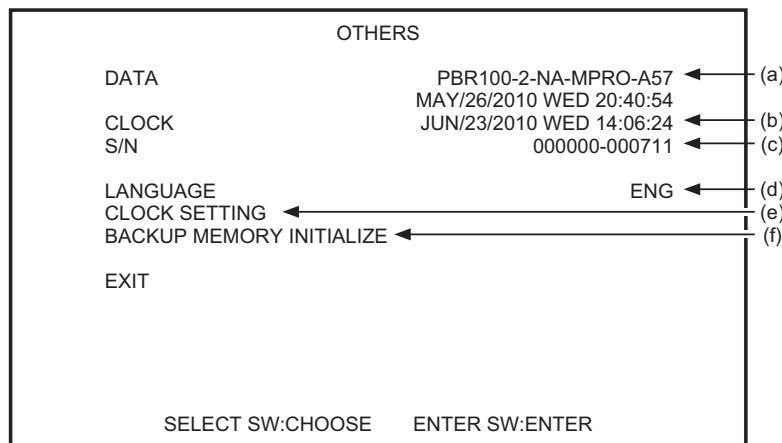 OTHERS
DATA PBR100-2-NA-MPRO-A57 (a)
MAY/26/2010 WED 20:40:54
CLOCK JUN/23/2010 WED 14:06:24 (b)
S/N 000000-000711 (c)
LANGUAGE ENG (d)
CLOCK SETTING (e)
BACKUP MEMORY INITIALIZE (f)
EXIT
SELECT SW:CHOOSE ENTER SW:ENTER